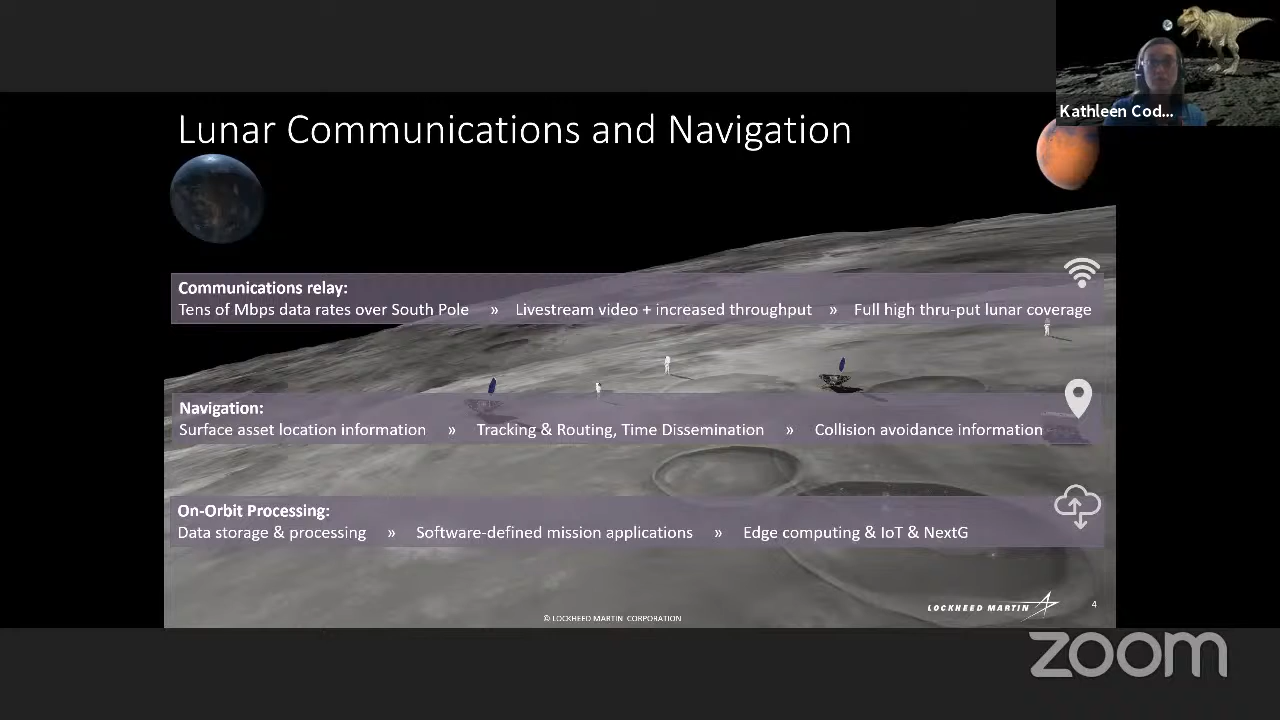 Kathleen Cod...
Lunar Communications and Navigation
Communications relay:
Tens of Mbps data rates over South Pole » Livestream video + increased throughput » Full high thru-put lunar coverage
Navigation:
Surface asset location information » Tracking & Routing, Time Dissemination » Collision avoidance information
On-Orbit Processing:
Data storage & processing » Software-defined mission applications » Edge computing & IoT & NextG
LOCKHEED MARTIN
4
© LOCKHEED MARTIN CORPORATION
zoom